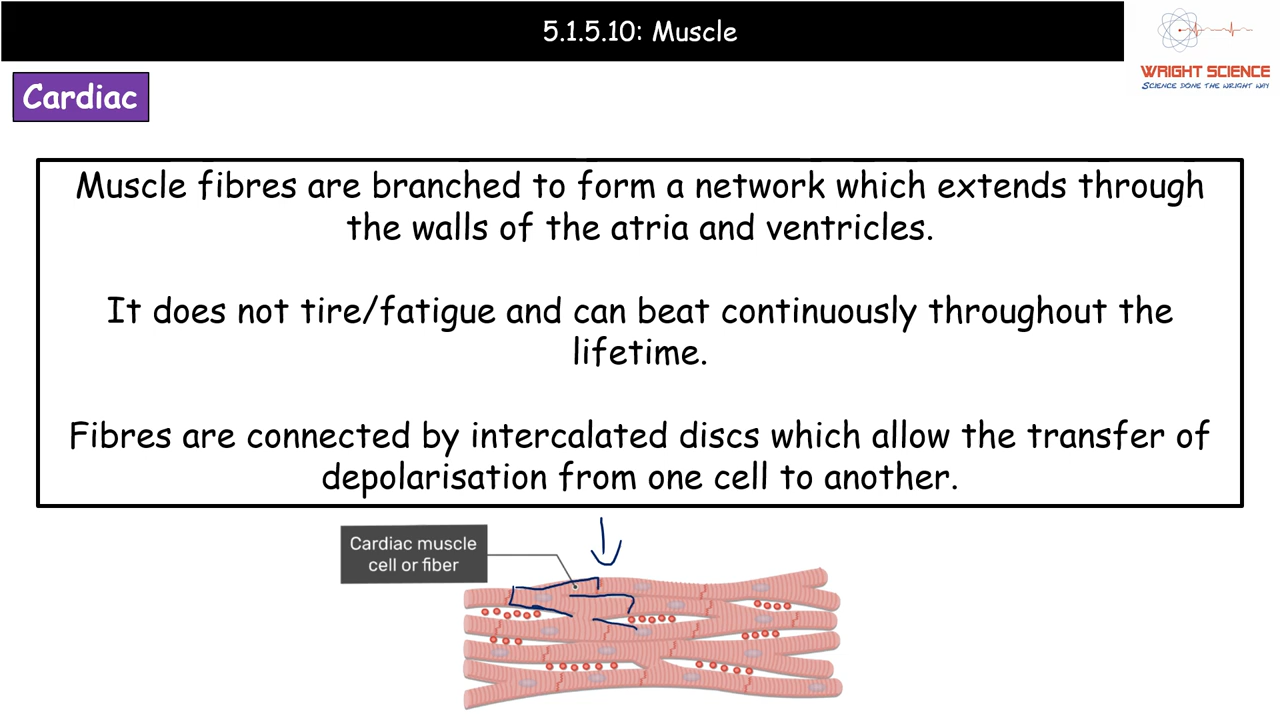 5.1.5.10: Muscle
WRIGHT SCIENCE
SCIENCE DONE THE WRIGHT WAY
Cardiac
Muscle fibres are branched to form a network which extends through
the walls of the atria and ventricles.
It does not tire/fatigue and can beat continuously throughout the
lifetime.
Fibres are connected by intercalated discs which allow the transfer of
depolarisation from one cell to another.
Cardiac muscle
cell or fiber